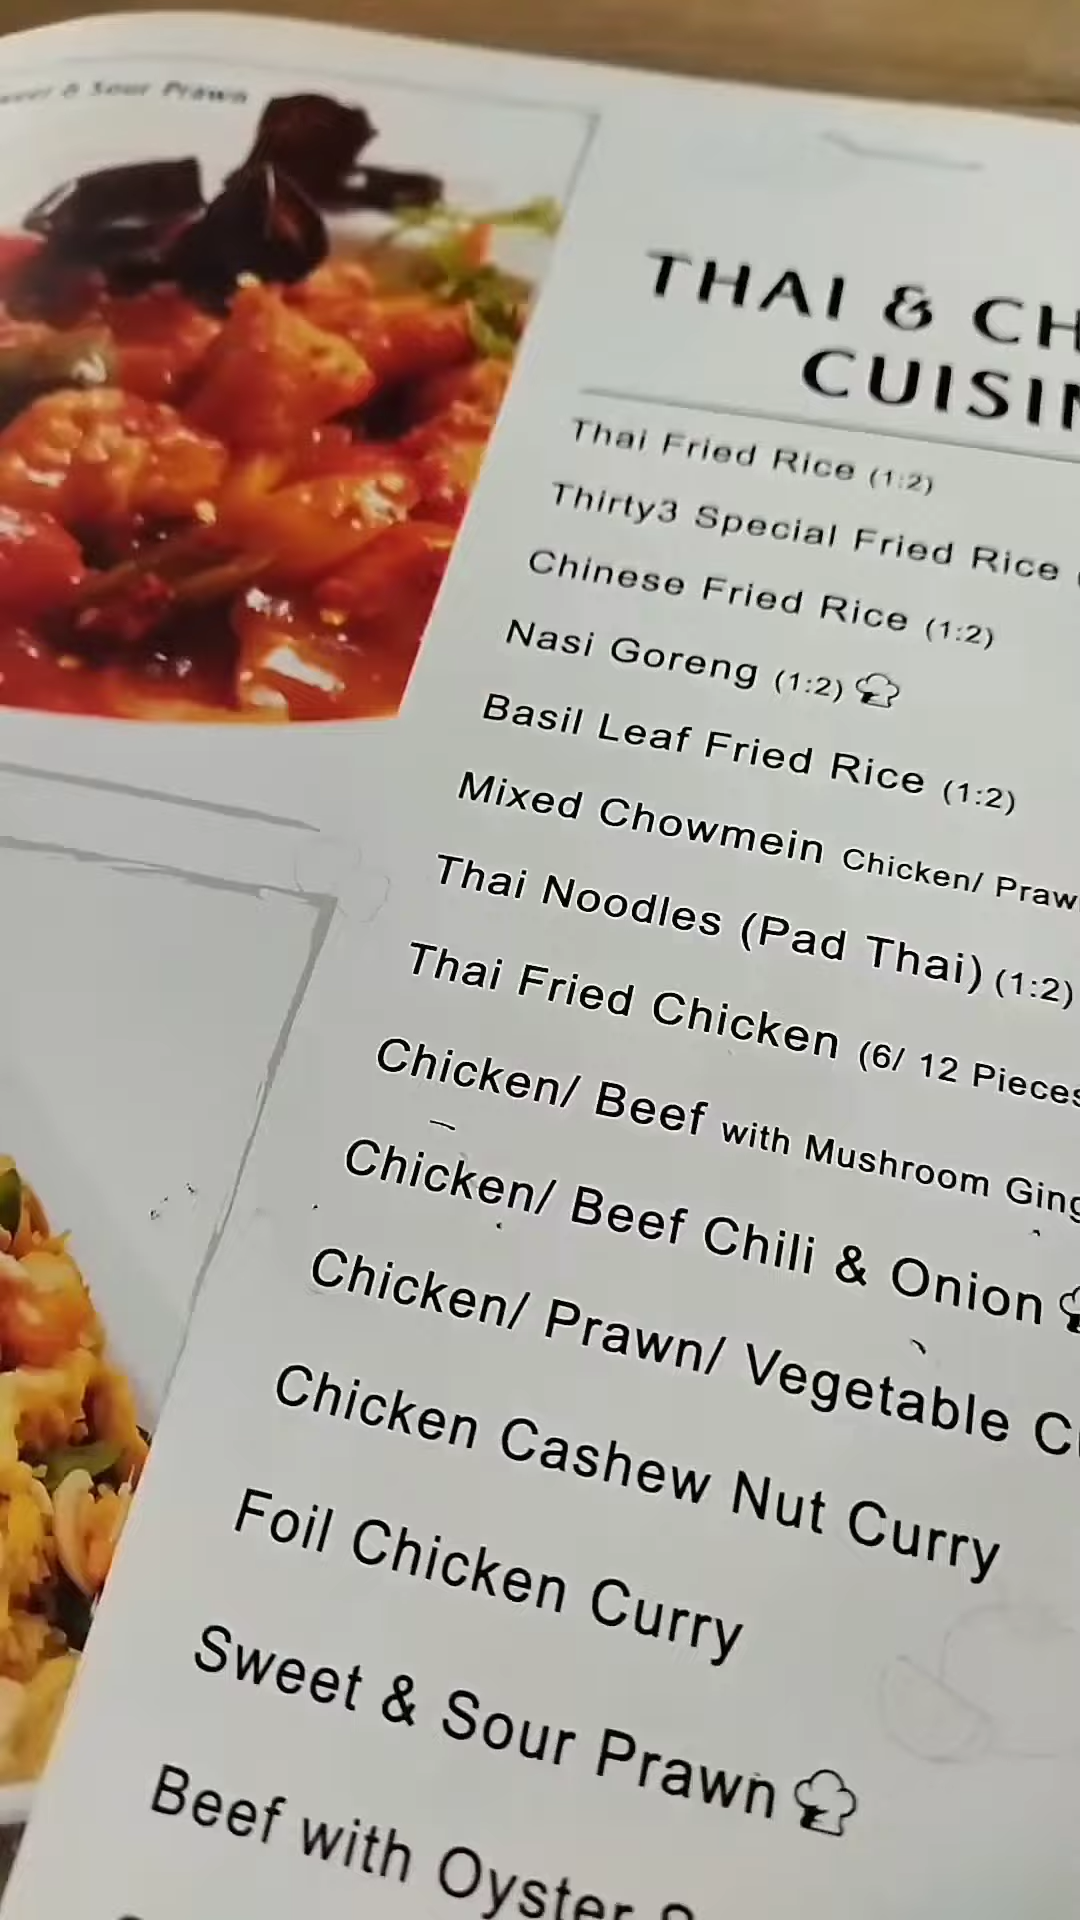 Sour Prawn
THAI & CH
CUISIN
Thai Fried Rice (1:2)
Thirty3 Special Fried Rice
Chinese Fried Rice (1:2)
Nasi Goreng (1:2)
Basil Leaf Fried Rice (1:2)
Mixed Chowmein Chicken/ Praw
Thai Noodles (Pad Thai) (1:2)
Thai Fried Chicken (6/ 12 Pieces
Chicken/ Beef with Mushroom Ging
Chicken/ Beef Chili & Onion
Chicken/ Prawn/ Vegetable C
Chicken Cashew Nut Curry
Foil Chicken Curry
Sweet & Sour Prawn
Beef with Oyster